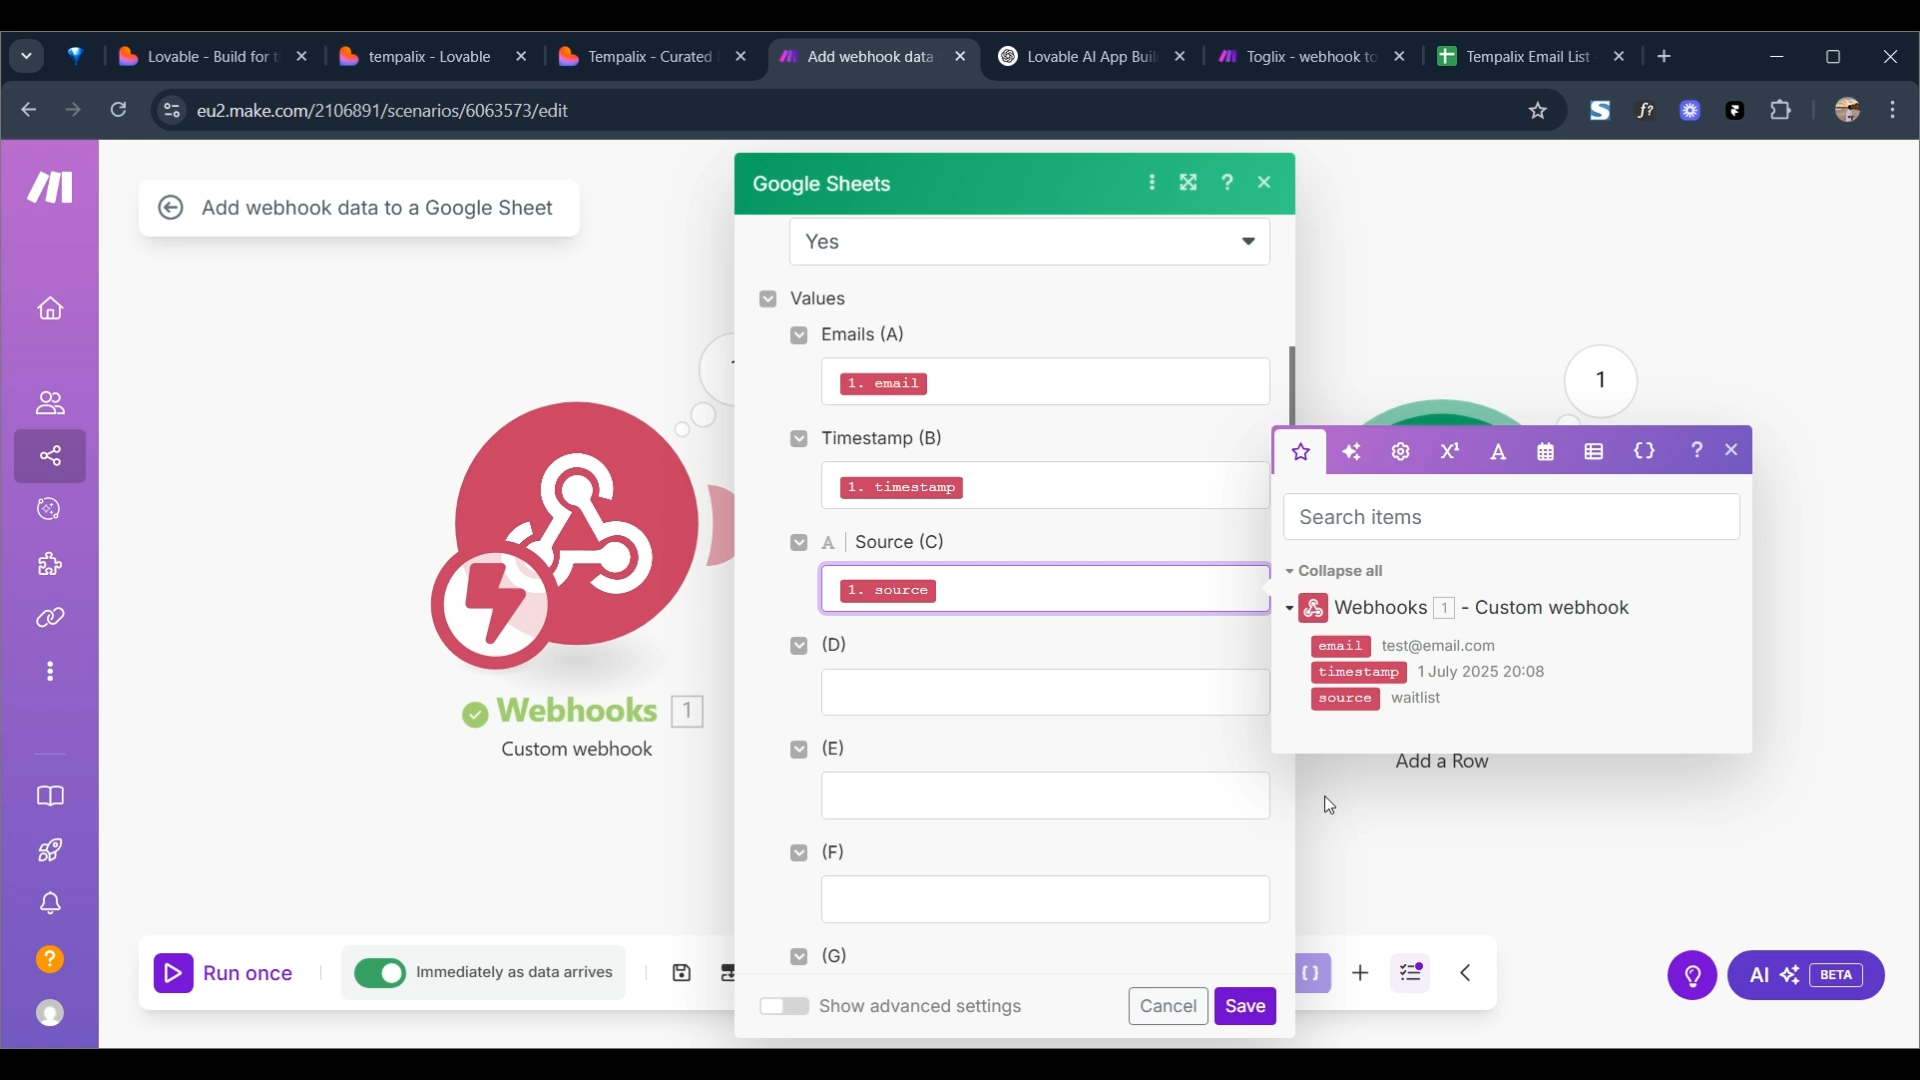 Lovable - Build for t
tempalix - Lovable
Tempalix - Curated
Add webhook data
Lovable AI App Buil
Toglix - webhook to
Tempalix Email List
eu2.make.com/2106891/scenarios/6063573/edit
Add webhook data to a Google Sheet
Google Sheets
Yes
Values
Emails (A)
1. email
Timestamp (B)
1. timestamp
A Source (C)
1. source
(D)
(E)
(F)
(G)
Show advanced settings
Cancel
Save
Webhooks 1
Custom webhook
1
Search items
Collapse all
Webhooks 1 - Custom webhook
email test@email.com
timestamp 1 July 2025 20:08
source waitlist
Add a Row
Run once
Immediately as data arrives
AI BETA